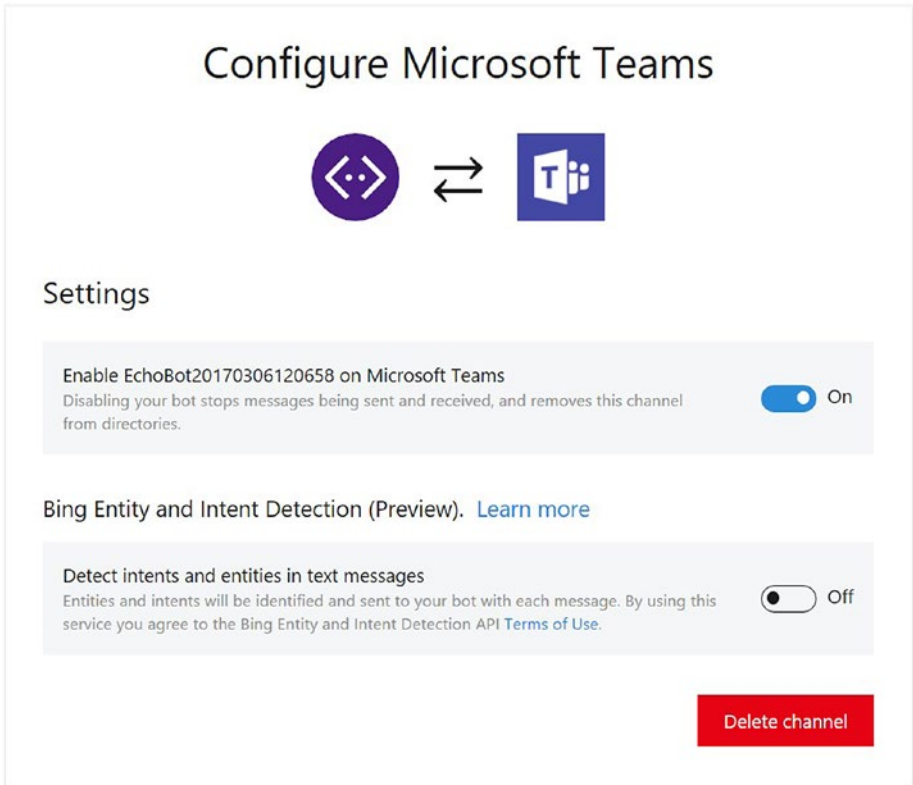 Configure Microsoft Teams
T
Settings
Enable EchoBot20170306120658 on Microsoft Teams
Disabling your bot stops messages being sent and received, and removes this channel
from directories.
On
Bing Entity and Intent Detection (Preview). Learn more
Detect intents and entities in text messages
Entities and intents will be identified and sent to your bot with each message. By using this
service you agree to the Bing Entity and Intent Detection API Terms of Use.
Off
Delete channel